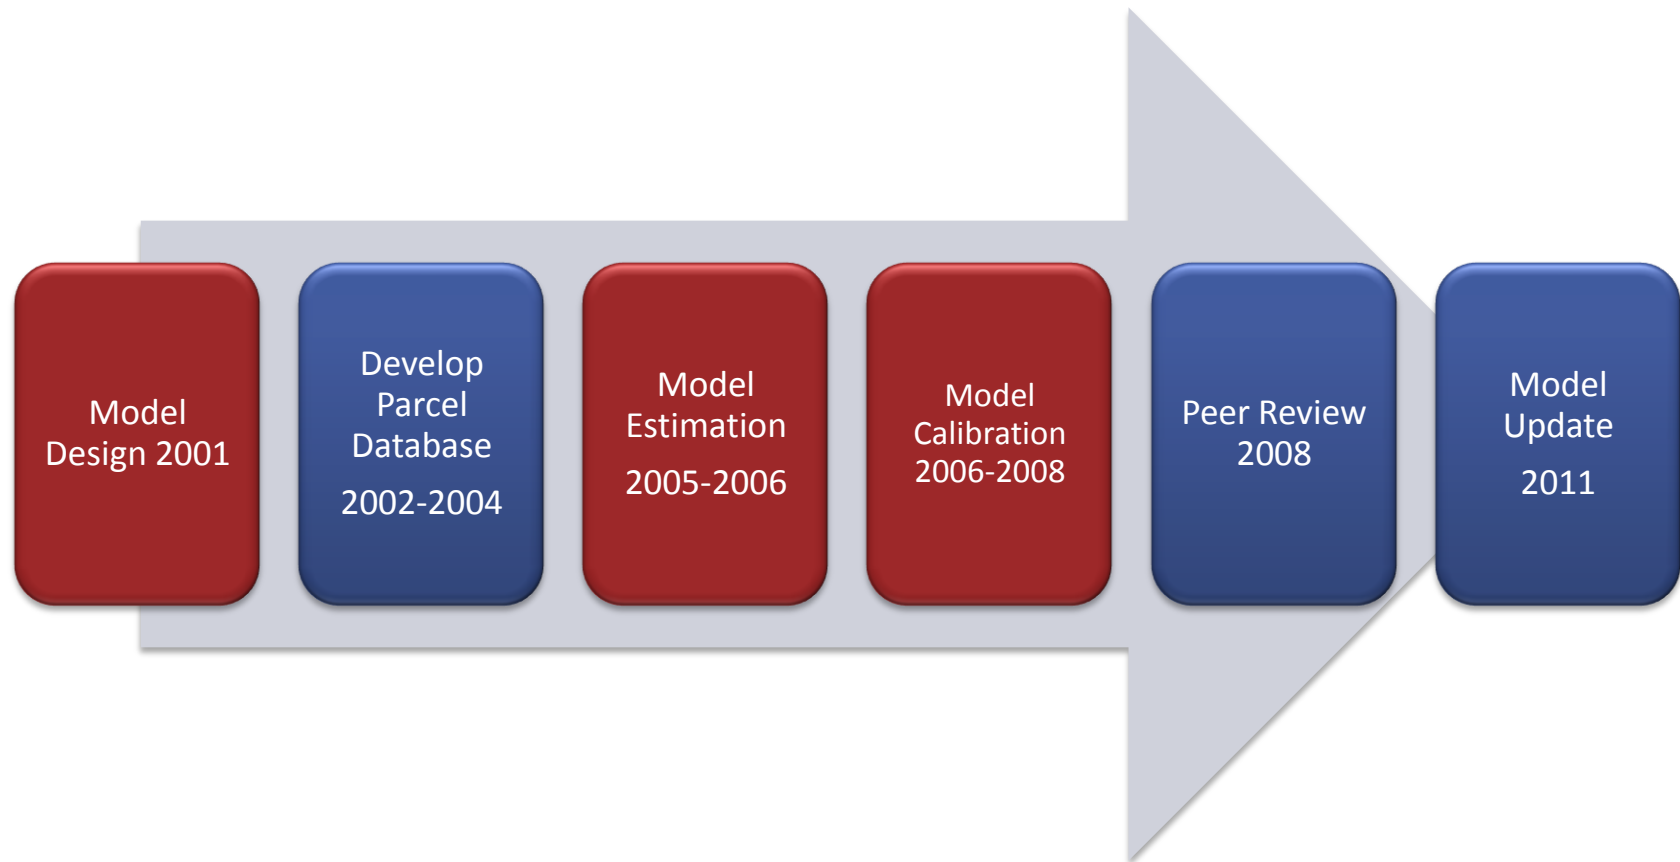 Model
Design 2001
Develop
Parcel
Database
2002-2004
Model
Estimation
2005-2006
Model
Calibration
2006-2008
Peer Review
2008
Model
Update
2011